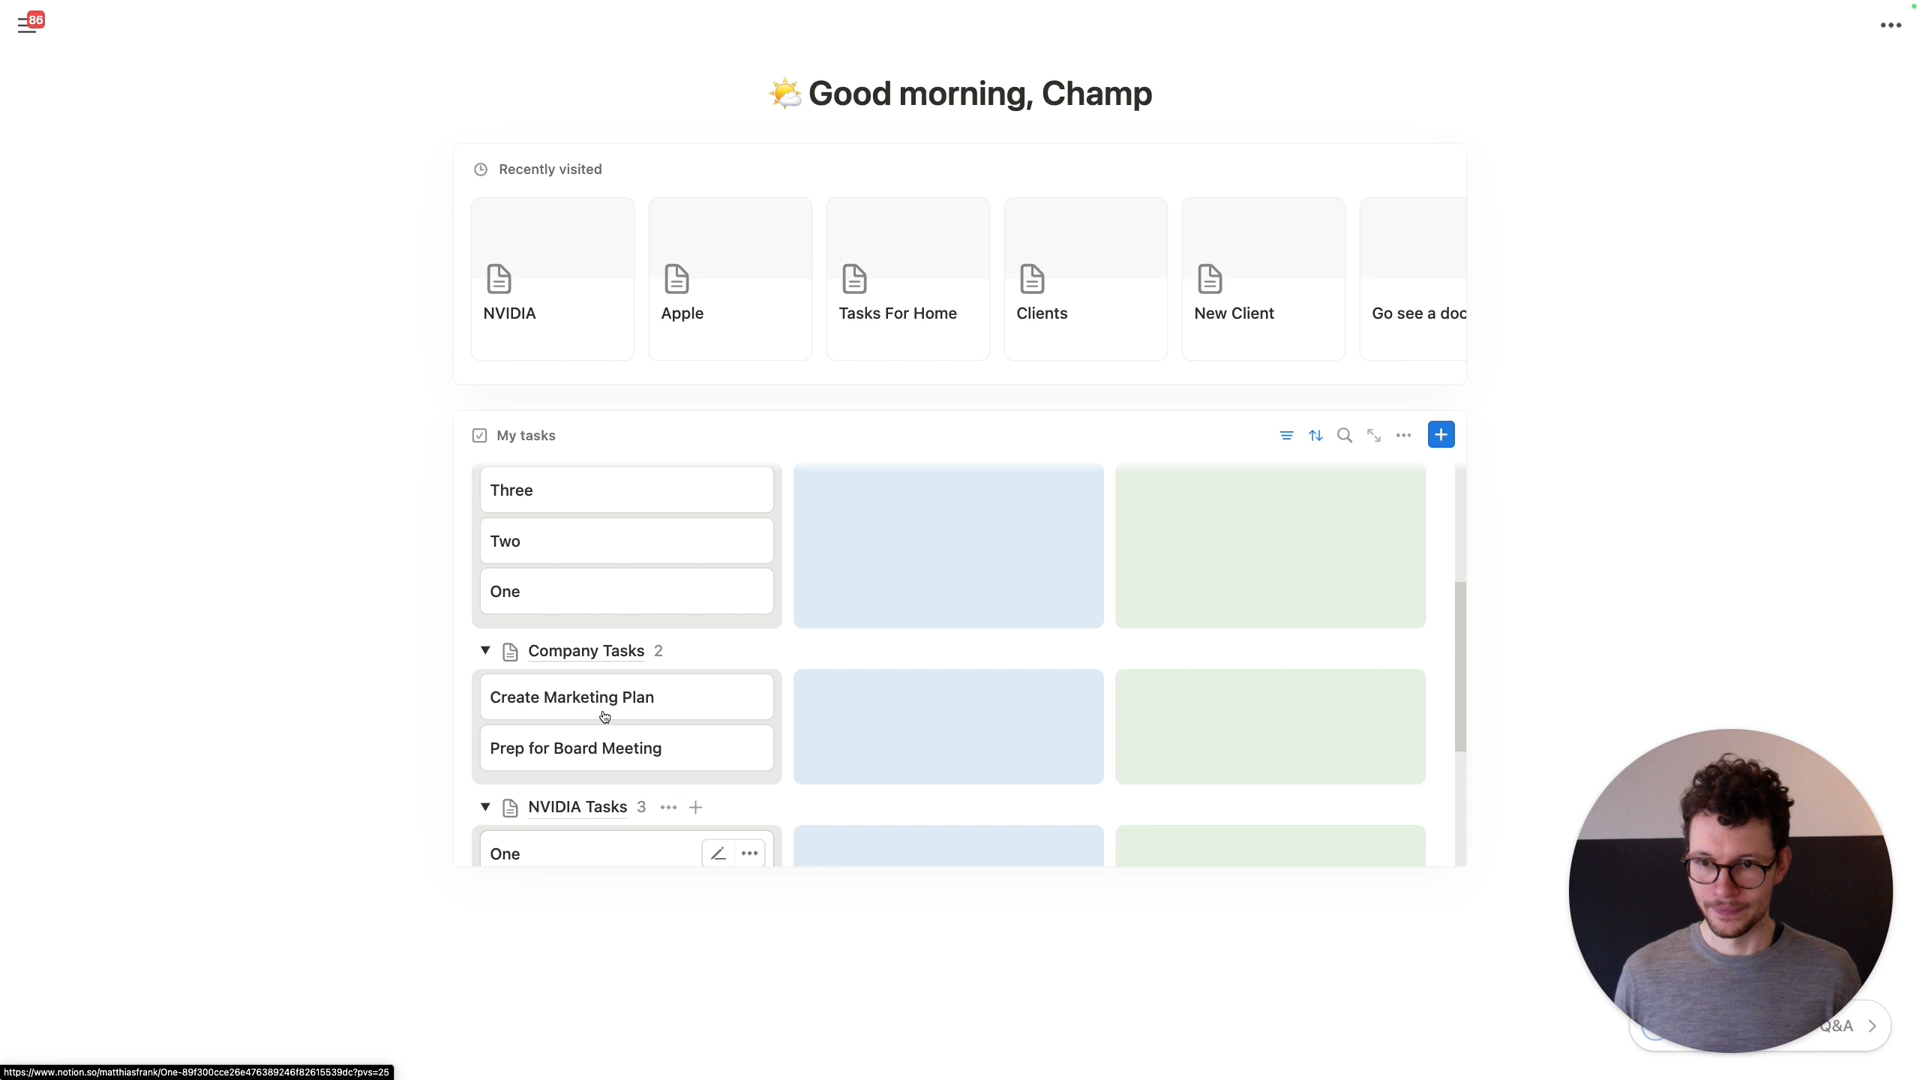 86
Good morning, Champ
Recently visited
NVIDIA
Apple
Tasks For Home
Clients
New Client
Go see a doc
My tasks
Three
Two
One
Company Tasks 2
Create Marketing Plan
Prep for Board Meeting
NVIDIA Tasks 3
One
Q&A
https://www.notion.so/matthiasfrank/One-89f300cce26e476389246f82615539dc?pvs=25